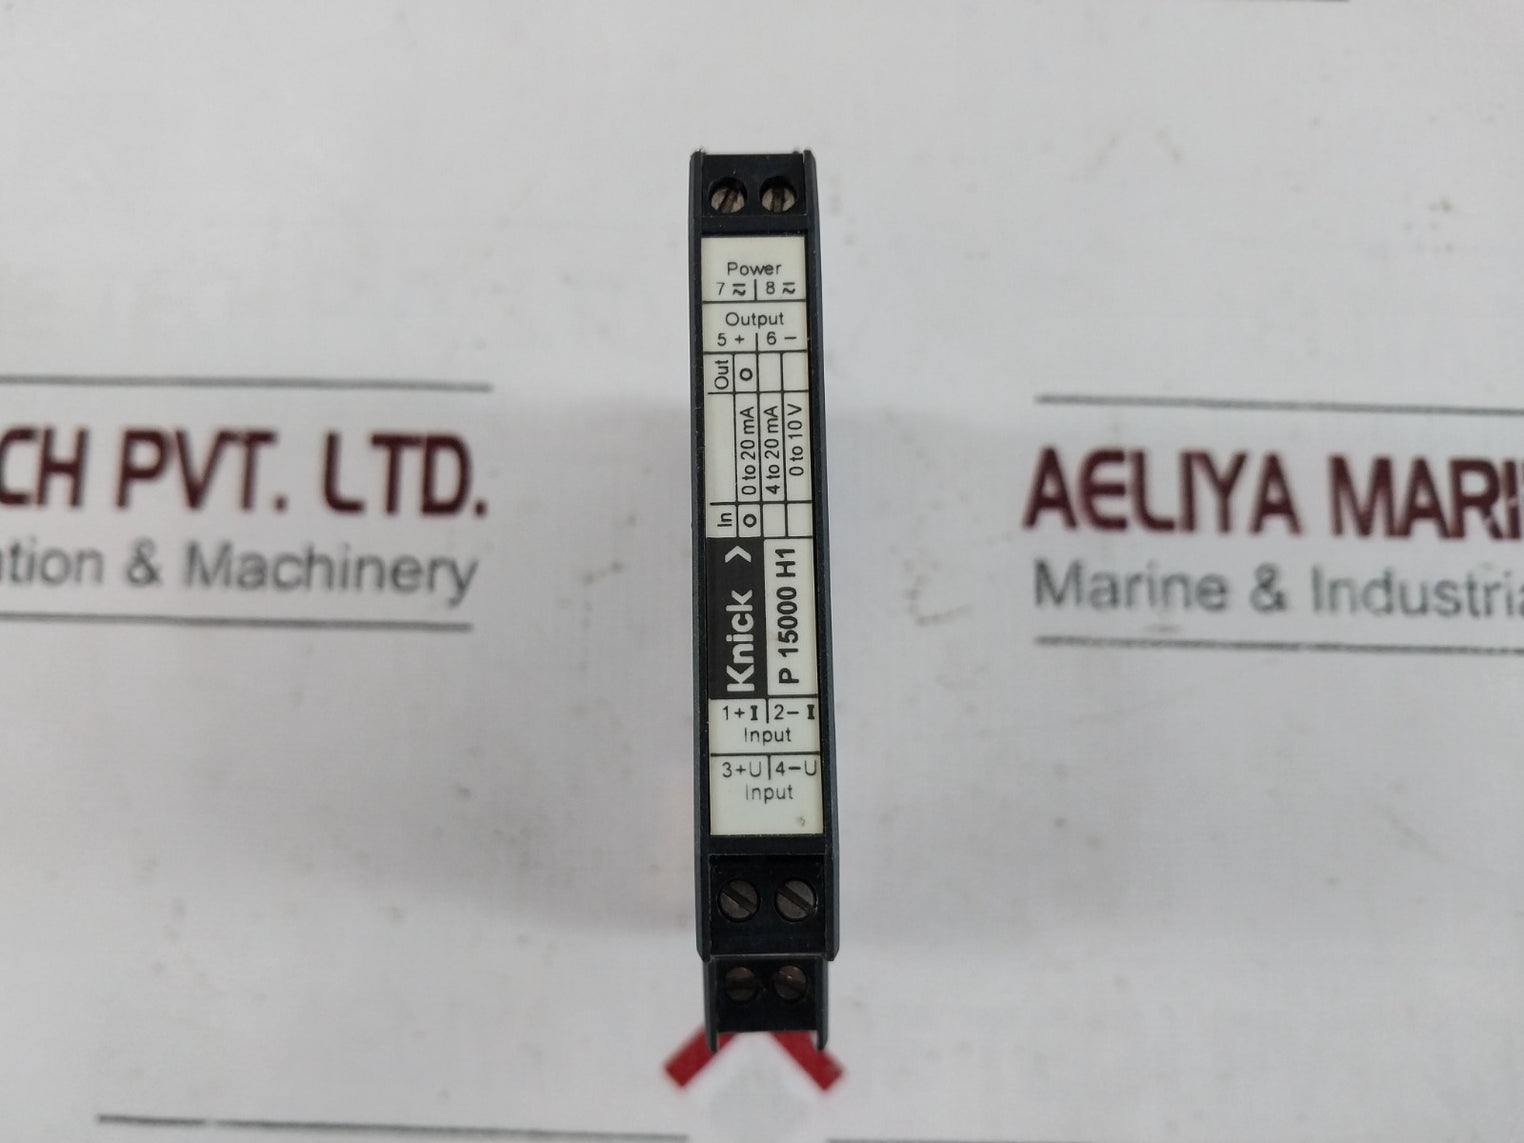 Power
7 ≂ | 8 ≂
Output
5 + | 6 −
Out
0 to 20 mA
4 to 20 mA
0 to 10 V
In
Knick >
P 15000 H1
1 + I | 2 − I
Input
3 + U | 4 − U
Input
CH PVT. LTD.
ation & Machinery
AELIYA MARI
Marine & Industria